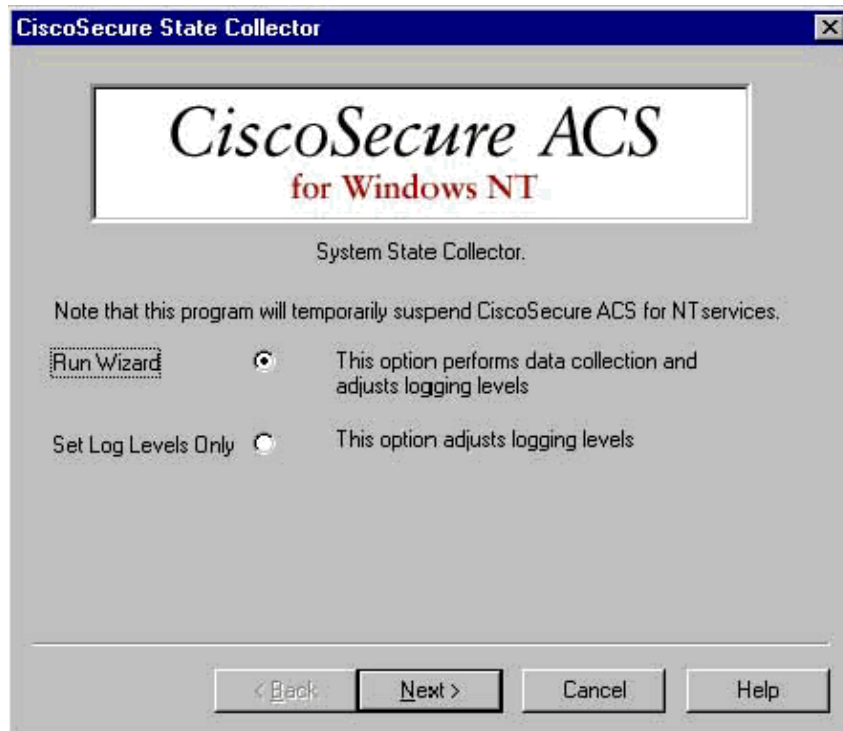 CiscoSecure State Collector
CiscoSecure ACS
for Windows NT
System State Collector.
Note that this program will temporarily suspend CiscoSecure ACS for NT services.
Run Wizard
This option performs data collection and
adjusts logging levels
Set Log Levels Only
This option adjusts logging levels
< Back
Next >
Cancel
Help